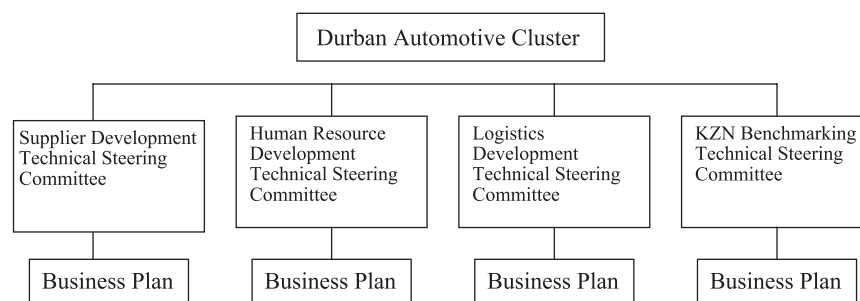 Durban Automotive Cluster
Supplier Development
Technical Steering
Committee
Human Resource
Development
Technical Steering
Committee
Logistics
Development
Technical Steering
Committee
KZN Benchmarking
Technical Steering
Committee
Business Plan
Business Plan
Business Plan
Business Plan